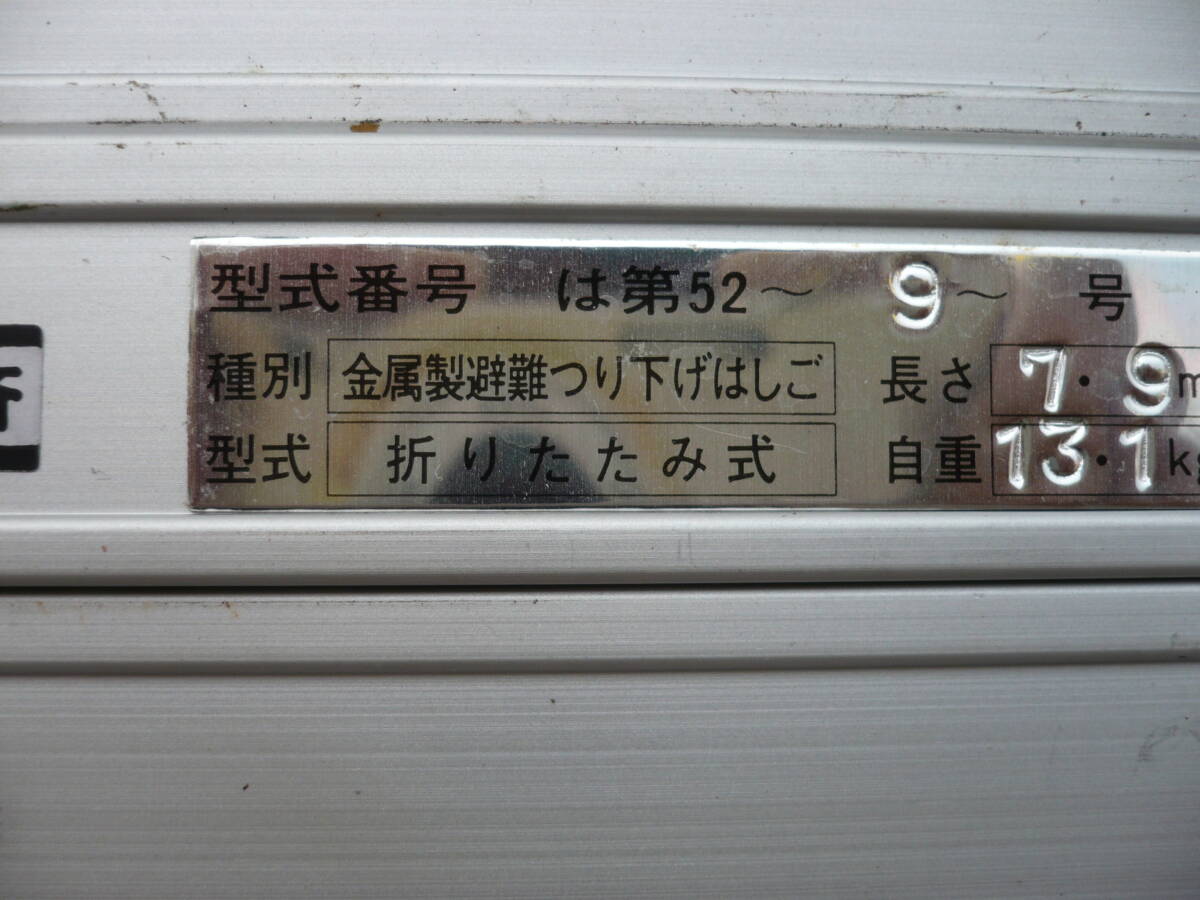 型式番号 は第52～ 9～ 号
種別 金属製避難つり下げはしご 長さ 7.9m
型式 折りたたみ式 自重 13.1kg